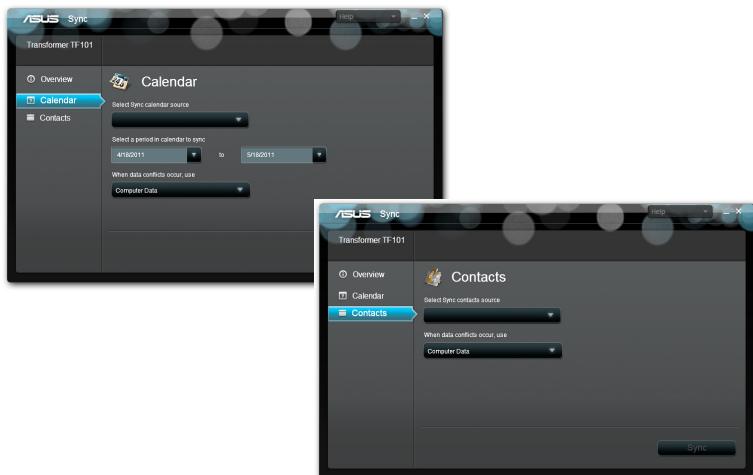 ASUS Sync
Help
Transformer TF101
Overview
Calendar
Contacts
Calendar
Select Sync calendar source
Select a period in calendar to sync
4/18/2011 to 5/18/2011
When data conflicts occur, use
Computer Data
ASUS Sync
Help
Transformer TF101
Overview
Calendar
Contacts
Contacts
Select Sync contacts source
When data conflicts occur, use
Computer Data
Sync